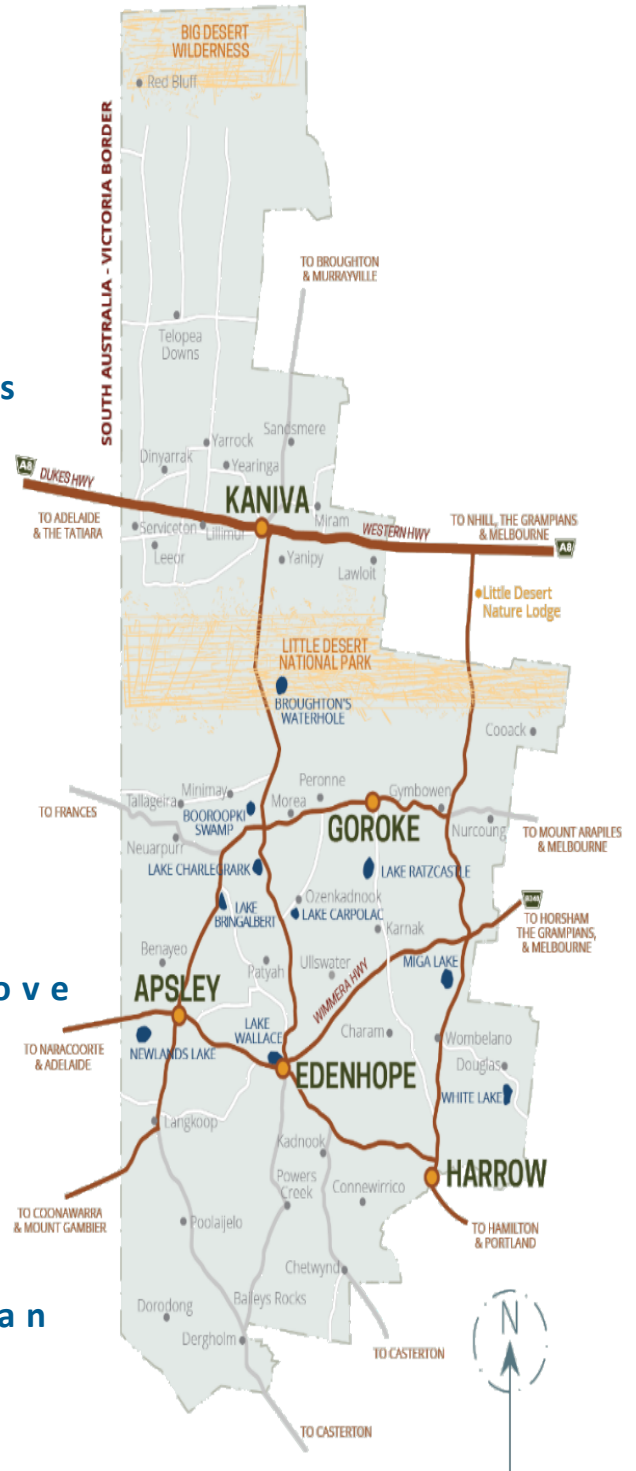 BIG DESERT
WILDERNESS
Red Bluff
SOUTH AUSTRALIA - VICTORIA BORDER
TO BROUGHTON
& MURRAYVILLE
Telopea
Downs
s
Sandsmere
Yarrock
Dinyarrak
Yearinga
A8
DUKES HWY
KANIVA
TO ADELAIDE
& THE TATIARA
Serviceton
Lillimur
Miram
WESTERN HWY
TO NHILL, THE GRAMPIANS
& MELBOURNE
A8
Leeor
Yanipy
Lawloit
Little Desert
Nature Lodge
LITTLE DESERT
NATIONAL PARK
BROUGHTON'S
WATERHOLE
Cooack
Peronne
Minimay
Tallageira
Gymbowen
TO FRANCES
BOOROOPKI
SWAMP
Morea
GOROKE
Nurcoung
TO MOUNT ARAPILES
& MELBOURNE
Neuarpurr
LAKE CHARLEGRARK
LAKE RATZCASTLE
Ozenkadnook
LAKE
BRINGALBERT
LAKE CARPOLAC
Karnak
TO HORSHAM
THE GRAMPIANS,
& MELBOURNE
Benayeo
Patyah
Ullswater
WIMMERA HWY
MIGA LAKE
o v e
APSLEY
LAKE
WALLACE
Charam
Wombelano
TO NARACOORTE
& ADELAIDE
NEWLANDS LAKE
EDENHOPE
Douglas
WHITE LAKE
Langkoop
Kadnook
HARROW
Powers
Creek
Connewirrico
TO COONAWARRA
& MOUNT GAMBIER
Poolaijelo
TO HAMILTON
& PORTLAND
Chetwynd
Baileys Rocks
Dorodong
a n
Dergholm
N
TO CASTERTON
TO CASTERTON